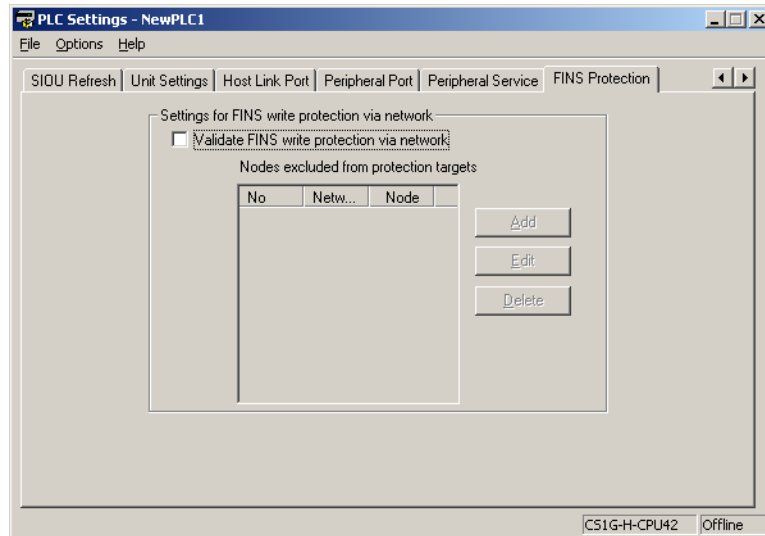 PLC Settings - NewPLC1
File Options Help
SIOU Refresh Unit Settings Host Link Port Peripheral Port Peripheral Service FINS Protection
Settings for FINS write protection via network
Validate FINS write protection via network
Nodes excluded from protection targets
No Netw... Node
Add
Edit
Delete
CS1G-H-CPU42 Offline